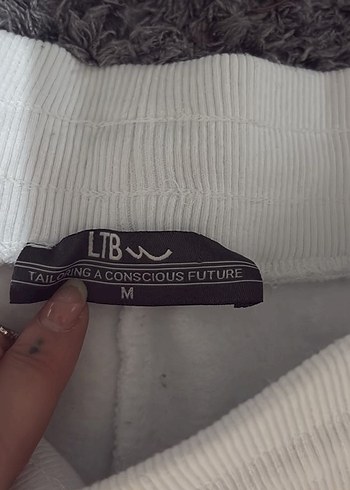 LTB
TAILORING A CONSCIOUS FUTURE
M